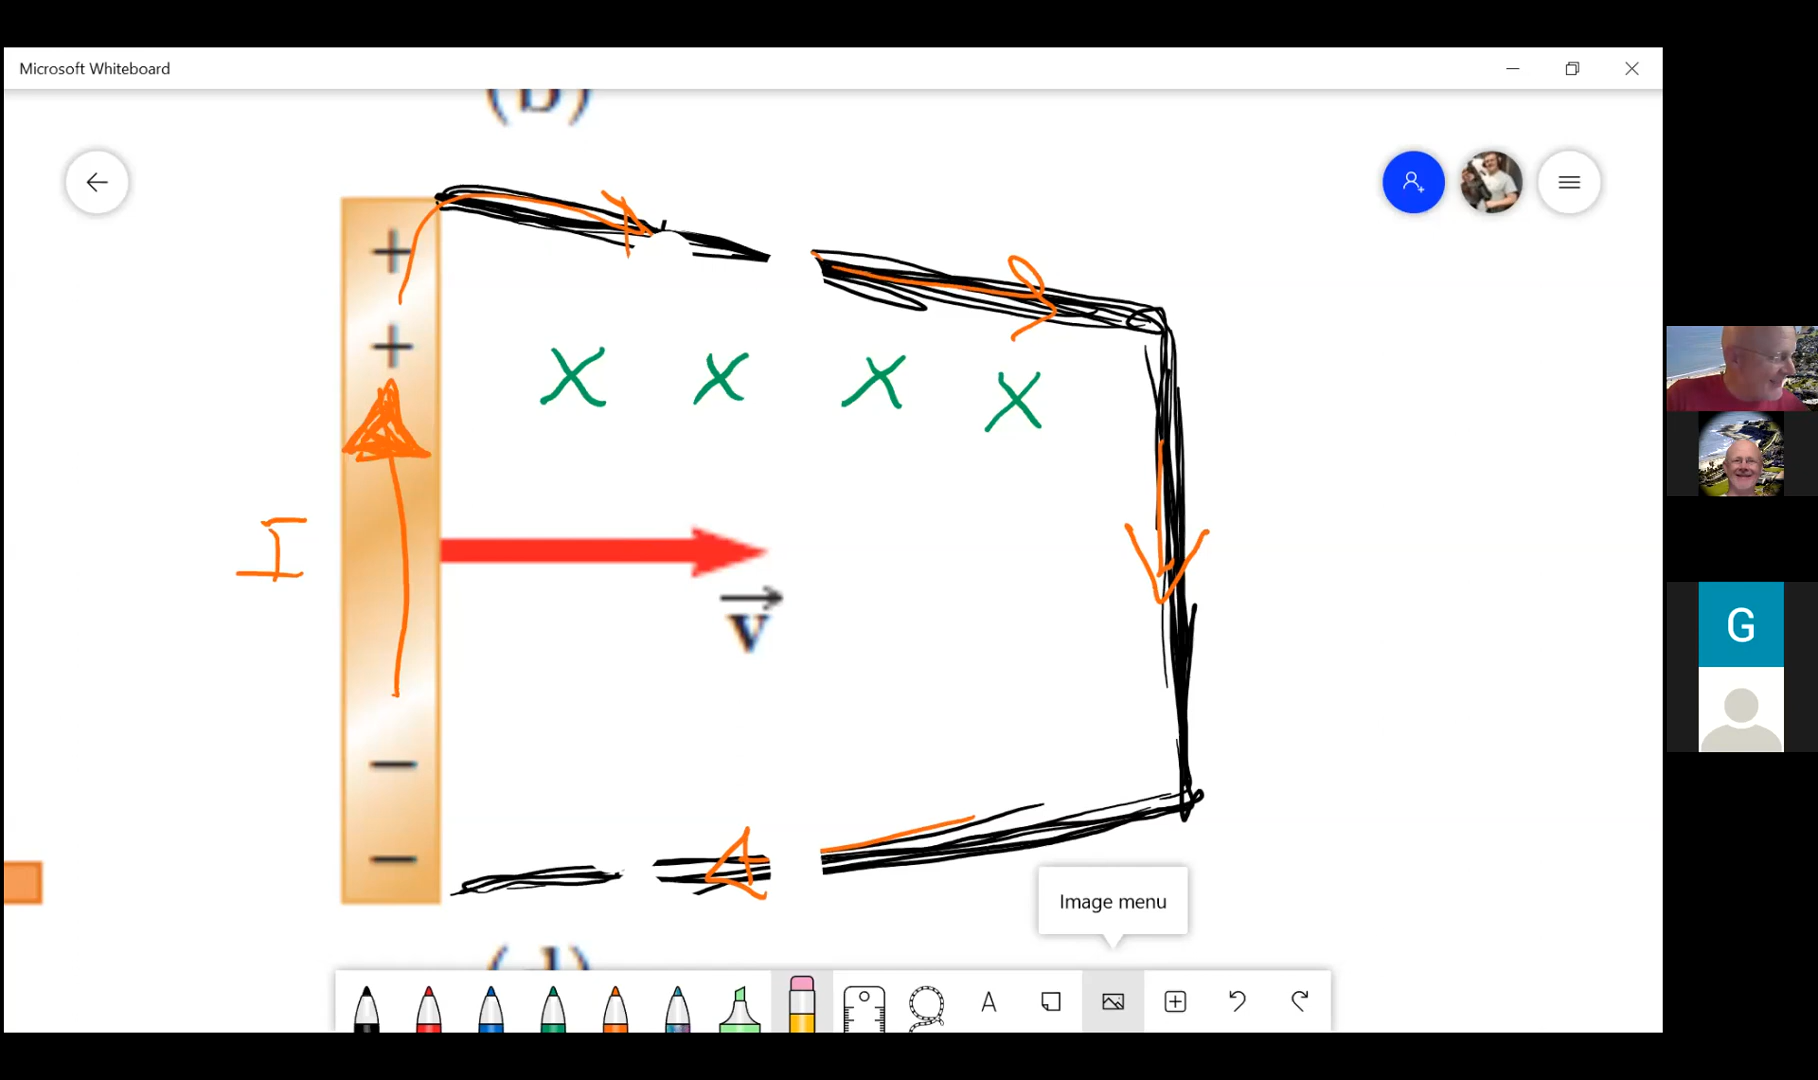 Microsoft Whiteboard
(b)
+
+
X X X X
I
v
−
−
Image menu
(d)
A
G